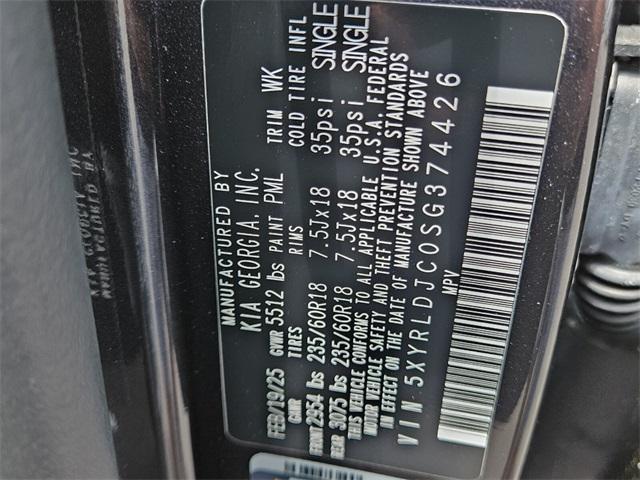 MANUFACTURED BY
KIA GEORGIA, INC.
FEB/19/25 GVWR 5512 lbs PAINT PML TRIM WK
GAWR TIRES RIMS COLD TIRE INFL
FRONT 2954 lbs 235/60R18 7.5Jx18 35psi SINGLE
REAR 3075 lbs 235/60R18 7.5Jx18 35psi SINGLE
THIS VEHICLE CONFORMS TO ALL APPLICABLE U.S.A. FEDERAL
MOTOR VEHICLE SAFETY AND THEFT PREVENTION STANDARDS
IN EFFECT ON THE DATE OF MANUFACTURE SHOWN ABOVE
VIN 5XYRLDJC0SG374426
MPV